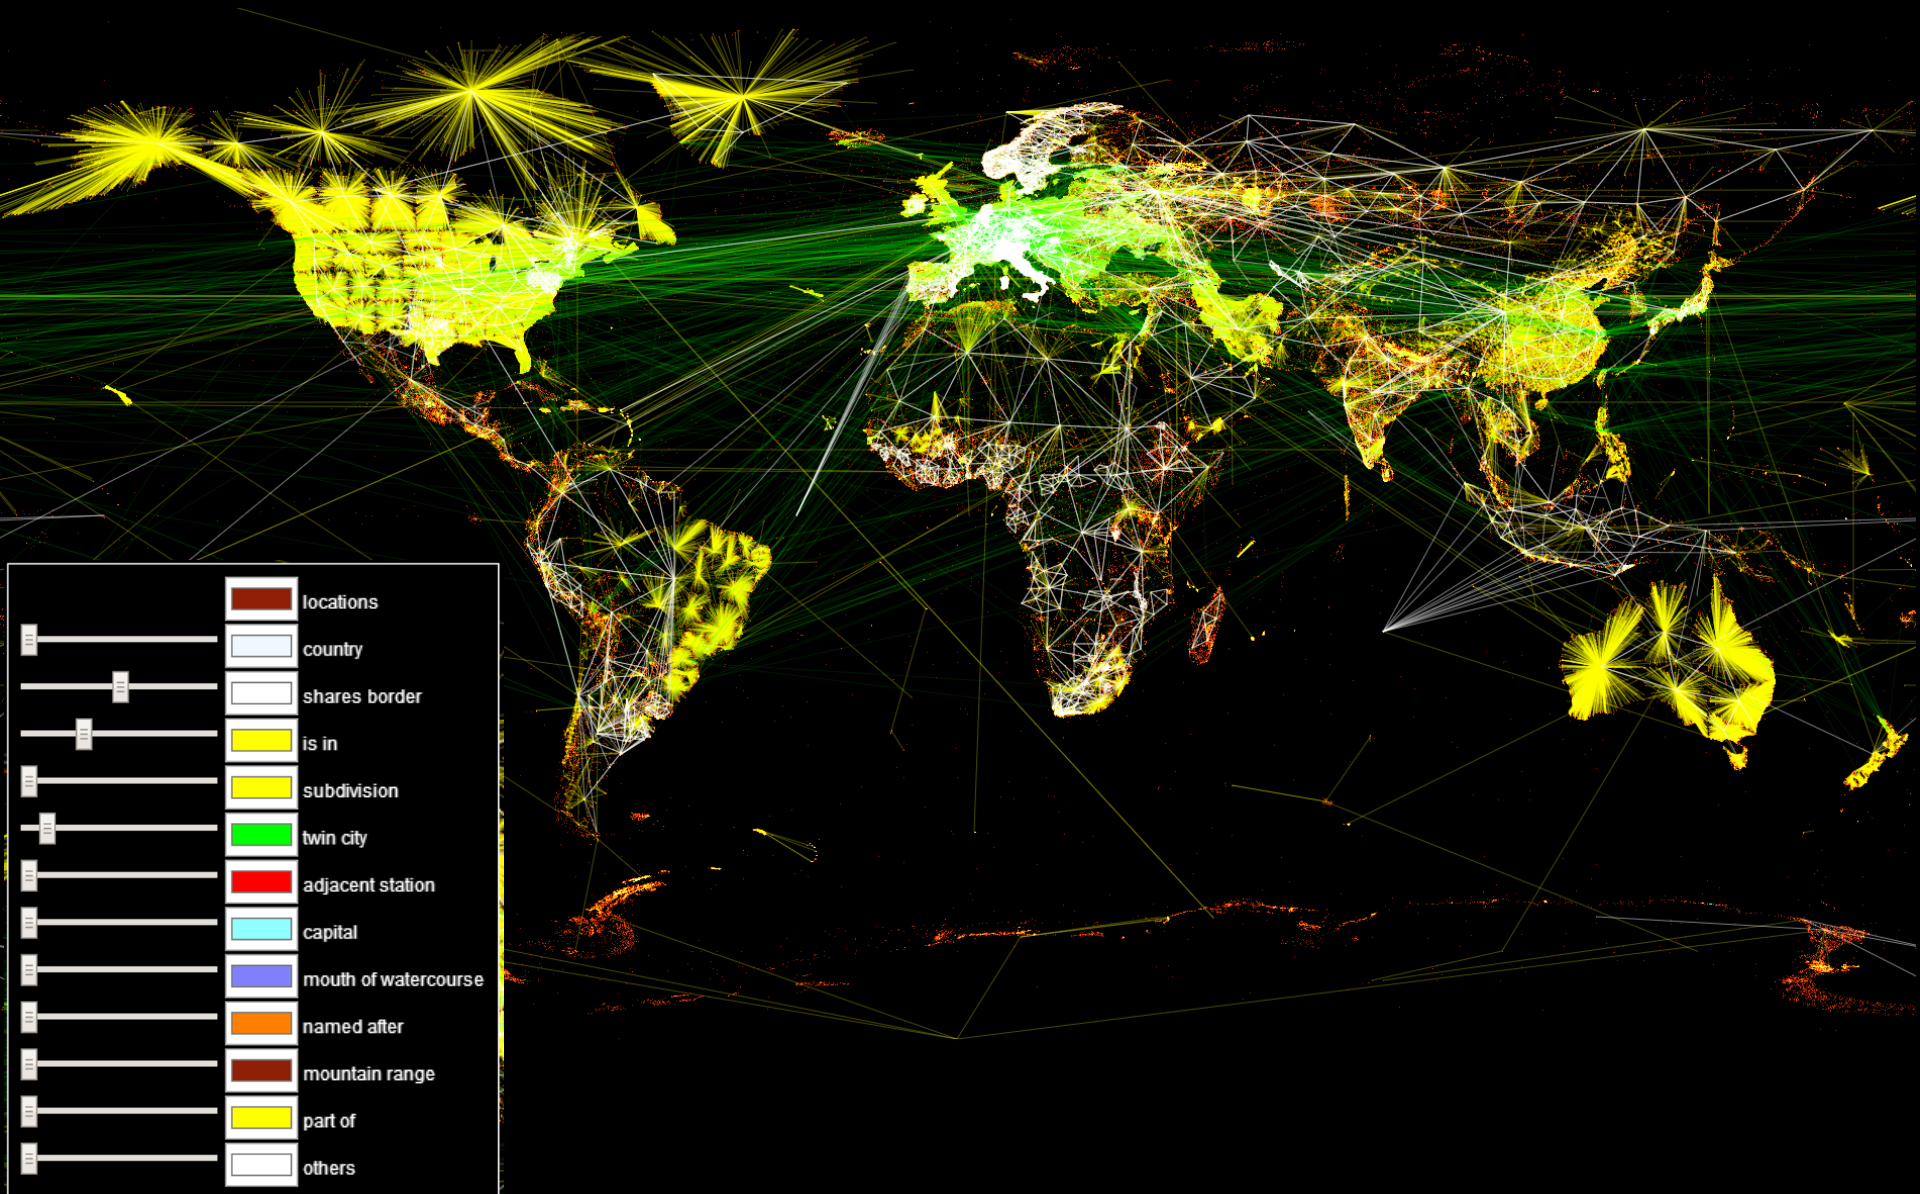 locations
country
shares border
is in
subdivision
twin city
adjacent station
capital
mouth of watercourse
named after
mountain range
part of
others